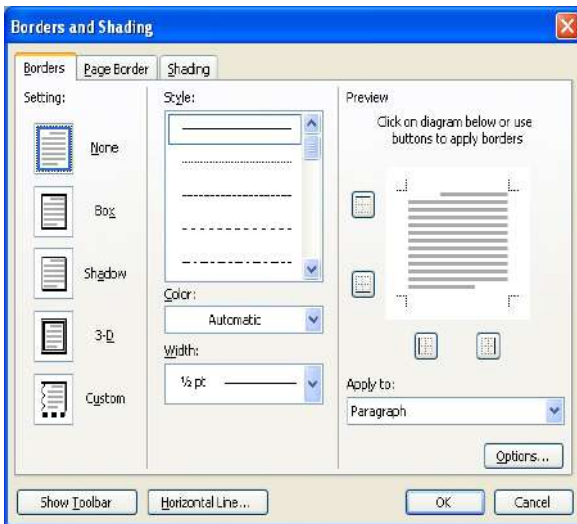 Borders and Shading
Borders
Page Border
Shading
Setting:
None
Box
Shadow
3-D
Custom
Style:
Color:
Automatic
Width:
½ pt
Preview
Click on diagram below or use
buttons to apply borders
Apply to:
Paragraph
Options...
Show Toolbar
Horizontal Line...
OK
Cancel